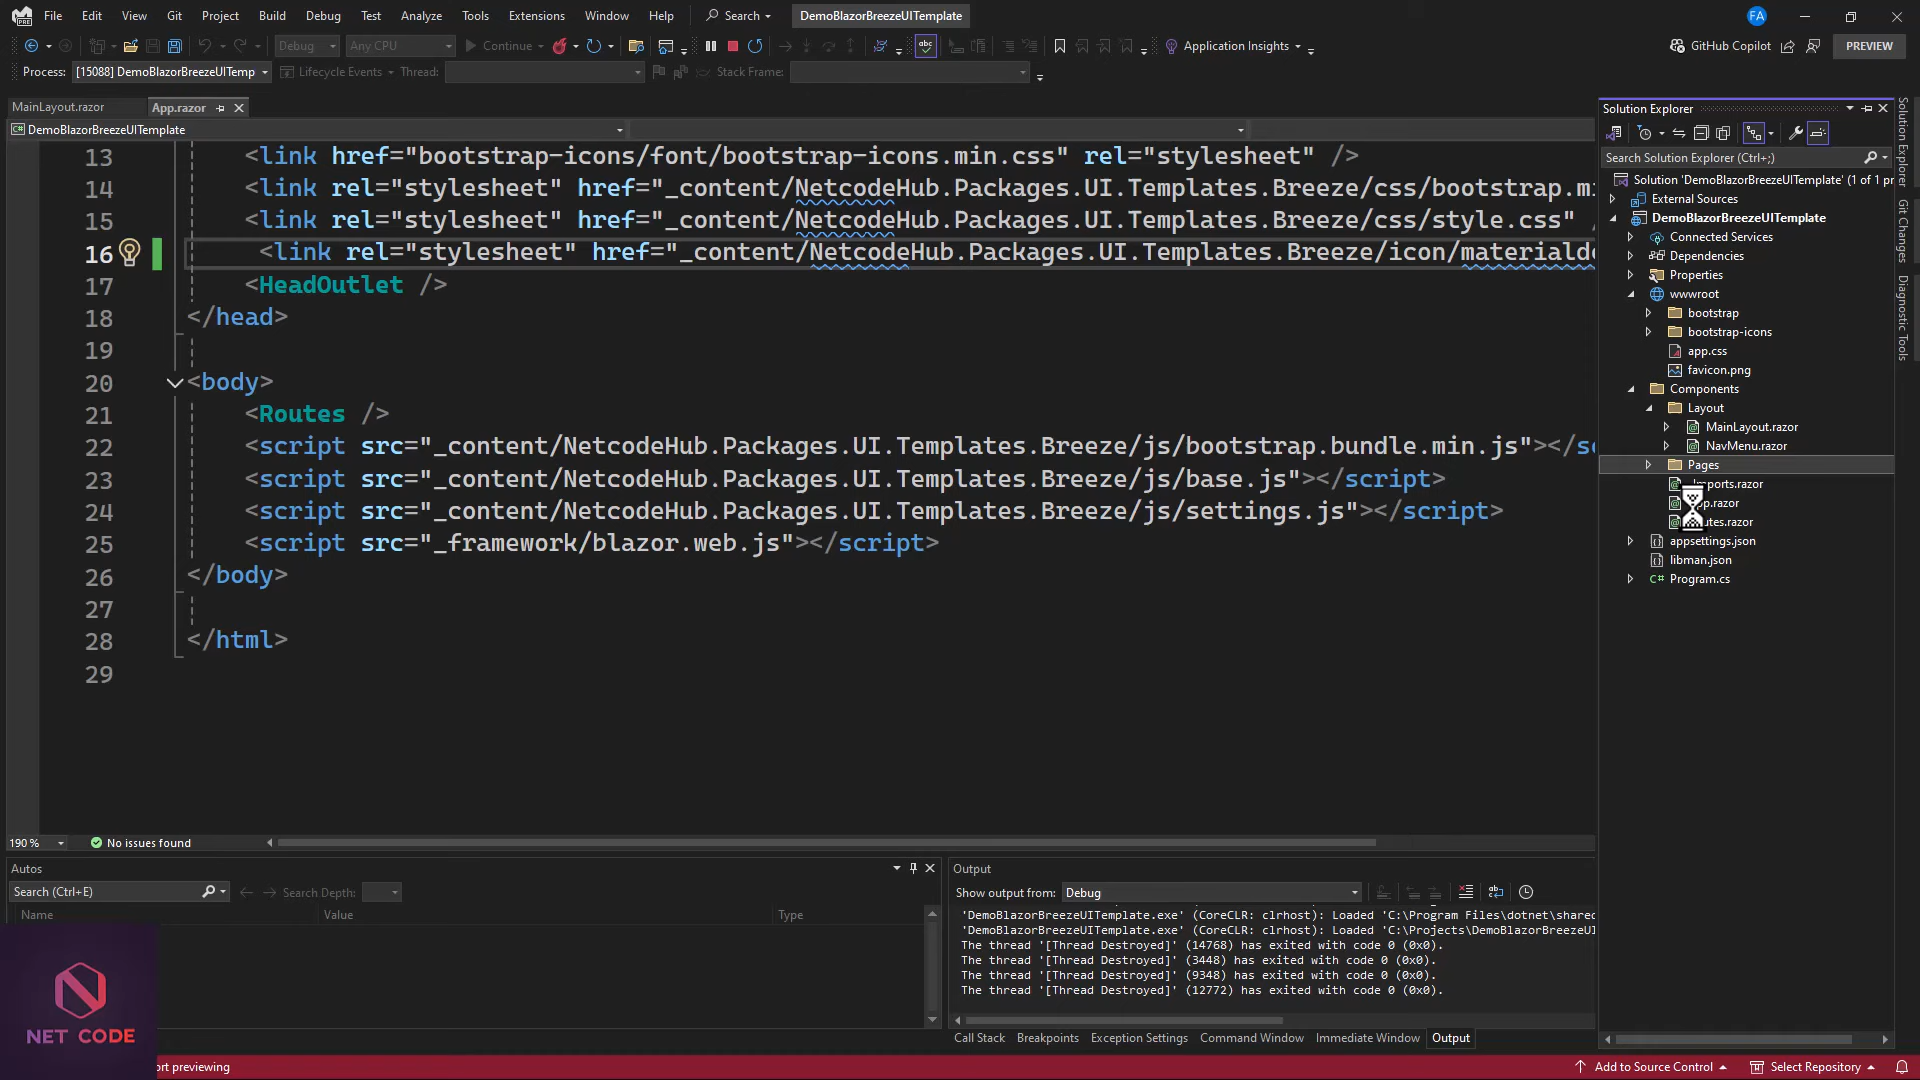 File Edit View Git Project Build Debug Test Analyze Tools Extensions Window Help Search DemoBlazorBreezeUITemplate FA
Debug Any CPU Continue Application Insights GitHub Copilot PREVIEW
Process: [15088] DemoBlazorBreezeUITemp Lifecycle Events Thread: Stack Frame:
MainLayout.razor App.razor
DemoBlazorBreezeUITemplate
13 <link href="bootstrap-icons/font/bootstrap-icons.min.css" rel="stylesheet" />
14 <link rel="stylesheet" href="_content/NetcodeHub.Packages.UI.Templates.Breeze/css/bootstrap.mi
15 <link rel="stylesheet" href="_content/NetcodeHub.Packages.UI.Templates.Breeze/css/style.css" /
16 <link rel="stylesheet" href="_content/NetcodeHub.Packages.UI.Templates.Breeze/icon/materialde
17 <HeadOutlet />
18 </head>
19
20 <body>
21 <Routes />
22 <script src="_content/NetcodeHub.Packages.UI.Templates.Breeze/js/bootstrap.bundle.min.js"></sc
23 <script src="_content/NetcodeHub.Packages.UI.Templates.Breeze/js/base.js"></script>
24 <script src="_content/NetcodeHub.Packages.UI.Templates.Breeze/js/settings.js"></script>
25 <script src="_framework/blazor.web.js"></script>
26 </body>
27
28 </html>
29
190 % No issues found
Solution Explorer
Search Solution Explorer (Ctrl+;)
Solution 'DemoBlazorBreezeUITemplate' (1 of 1 pr
External Sources
DemoBlazorBreezeUITemplate
Connected Services
Dependencies
Properties
wwwroot
bootstrap
bootstrap-icons
app.css
favicon.png
Components
Layout
MainLayout.razor
NavMenu.razor
Pages
Imports.razor
p.razor
utes.razor
appsettings.json
libman.json
Program.cs
Solution Explorer
Git Changes
Diagnostic Tools
Autos
Search (Ctrl+E) Search Depth:
Name Value Type
Output
Show output from: Debug
'DemoBlazorBreezeUITemplate.exe' (CoreCLR: clrhost): Loaded 'C:\Program Files\dotnet\shared
'DemoBlazorBreezeUITemplate.exe' (CoreCLR: clrhost): Loaded 'C:\Projects\DemoBlazorBreezeUI
The thread '[Thread Destroyed]' (14768) has exited with code 0 (0x0).
The thread '[Thread Destroyed]' (3448) has exited with code 0 (0x0).
The thread '[Thread Destroyed]' (9348) has exited with code 0 (0x0).
The thread '[Thread Destroyed]' (12772) has exited with code 0 (0x0).
Call Stack Breakpoints Exception Settings Command Window Immediate Window Output
NET CODE
ort previewing Add to Source Control Select Repository